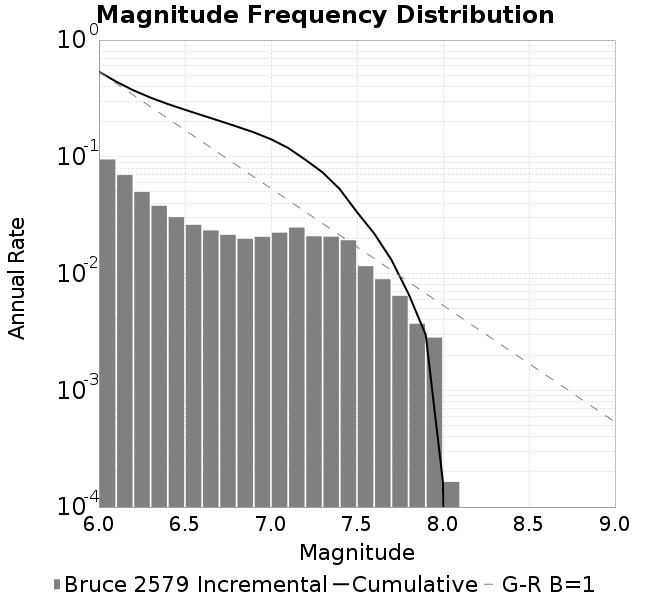 Magnitude Frequency Distribution
10^0
10^-1
10^-2
10^-3
10^-4
Annual Rate
6.0 6.5 7.0 7.5 8.0 8.5 9.0
Magnitude
Bruce 2579 Incremental Cumulative G-R B=1